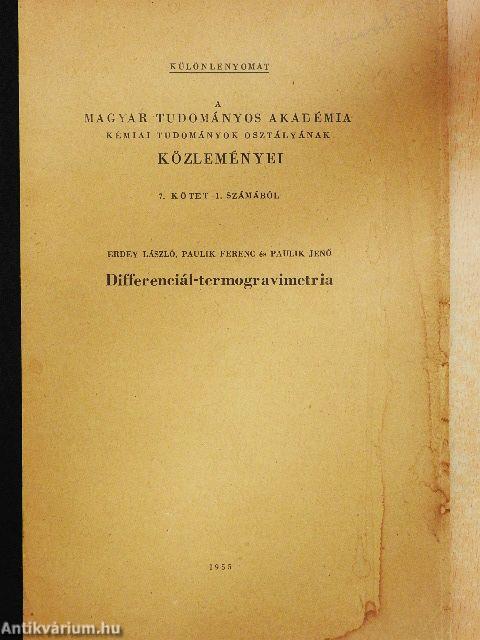 KÜLÖNLENYOMAT
A
MAGYAR TUDOMÁNYOS AKADÉMIA
KÉMIAI TUDOMÁNYOK OSZTÁLYÁNAK
KÖZLEMÉNYEI
7. KÖTET 1. SZÁMÁBÓL
ERDEY LÁSZLÓ, PAULIK FERENC és PAULIK JENŐ
Differenciál-termogravimetria
1955
Antikvárium.hu